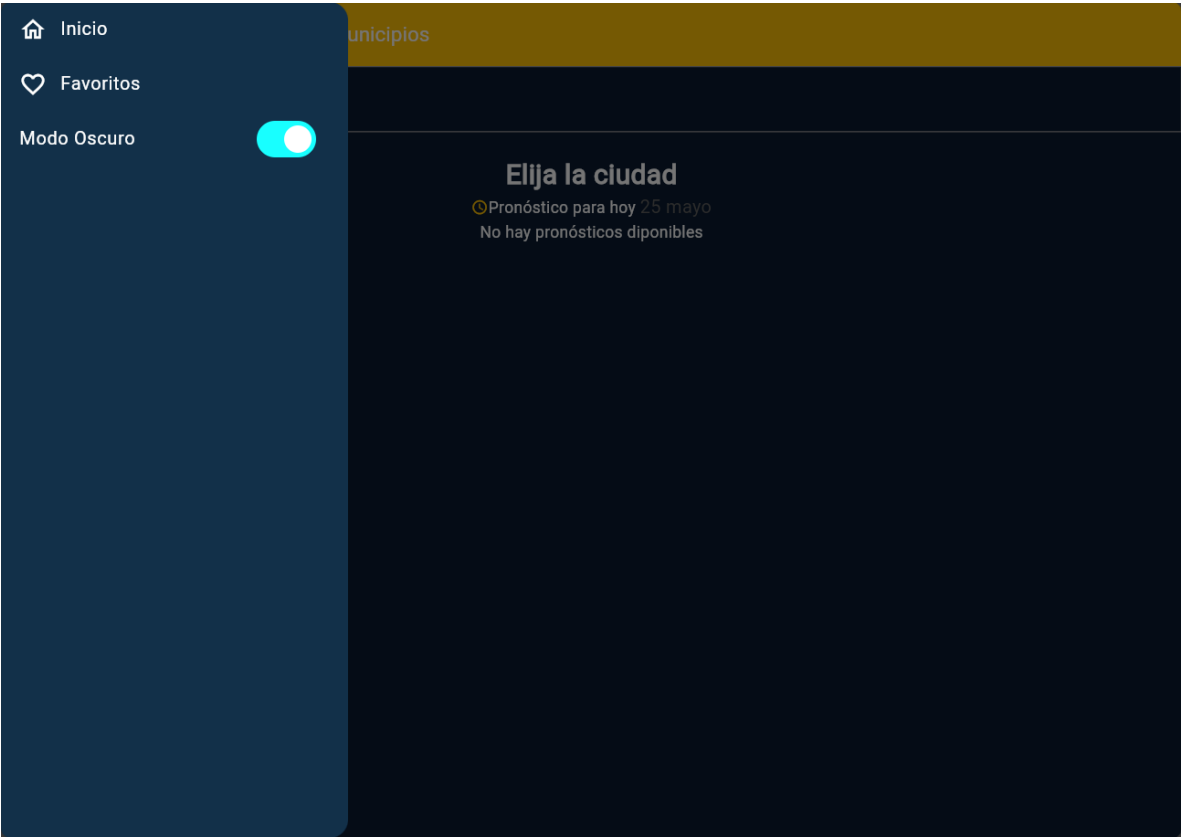 Inicio
unicipios
Favoritos
Modo Oscuro
Elija la ciudad
Pronóstico para hoy 25 mayo
No hay pronósticos diponibles